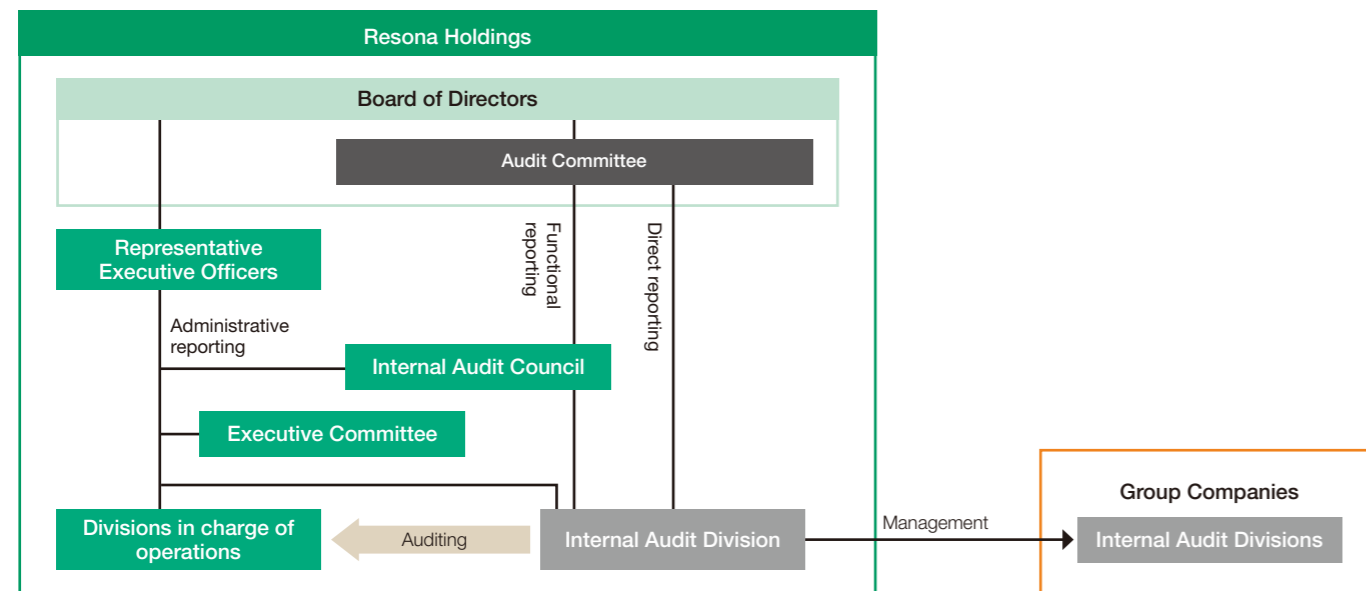 Resona Holdings
Board of Directors
Audit Committee
Representative
Executive Officers
Functional
reporting
Direct reporting
Administrative
reporting
Internal Audit Council
Executive Committee
Divisions in charge of
operations
Auditing
Internal Audit Division
Management
Group Companies
Internal Audit Divisions